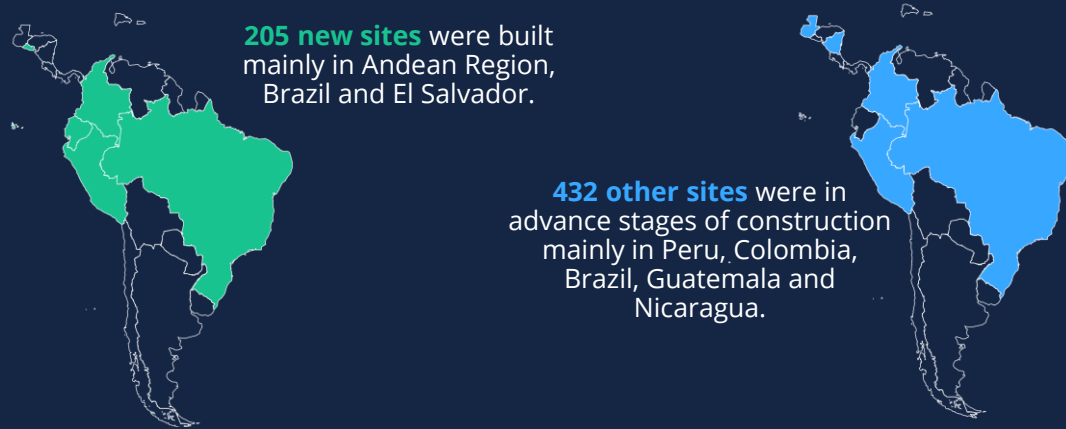 205 new sites were built
mainly in Andean Region,
Brazil and El Salvador.
432 other sites were in
advance stages of construction
mainly in Peru, Colombia,
Brazil, Guatemala and
Nicaragua.